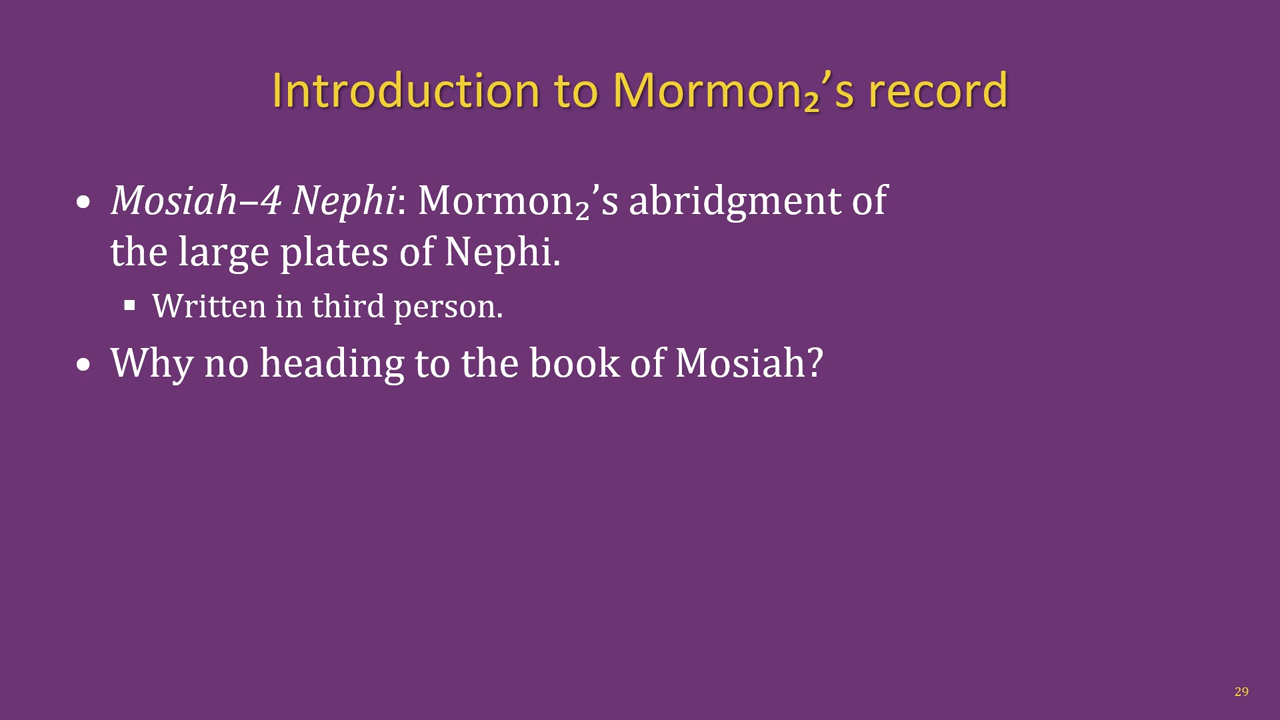 Introduction to Mormon₂’s record
• Mosiah–4 Nephi: Mormon₂’s abridgment of
the large plates of Nephi.
▪ Written in third person.
• Why no heading to the book of Mosiah?
29